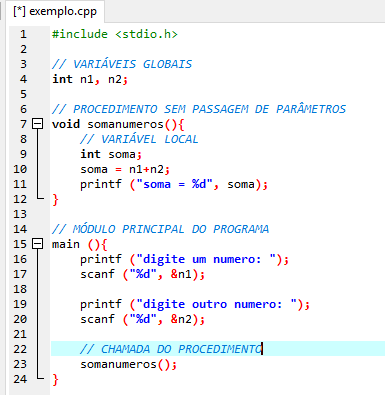 [*] exemplo.cpp
1 #include <stdio.h>
2
3 // VARIÁVEIS GLOBAIS
4 int n1, n2;
5
6 // PROCEDIMENTO SEM PASSAGEM DE PARÂMETROS
7 void somanumeros(){
8 // VARIÁVEL LOCAL
9 int soma;
10 soma = n1+n2;
11 printf ("soma = %d", soma);
12 }
13
14 // MÓDULO PRINCIPAL DO PROGRAMA
15 main (){
16 printf ("digite um numero: ");
17 scanf ("%d", &n1);
18
19 printf ("digite outro numero: ");
20 scanf ("%d", &n2);
21
22 // CHAMADA DO PROCEDIMENTO
23 somanumeros();
24 }